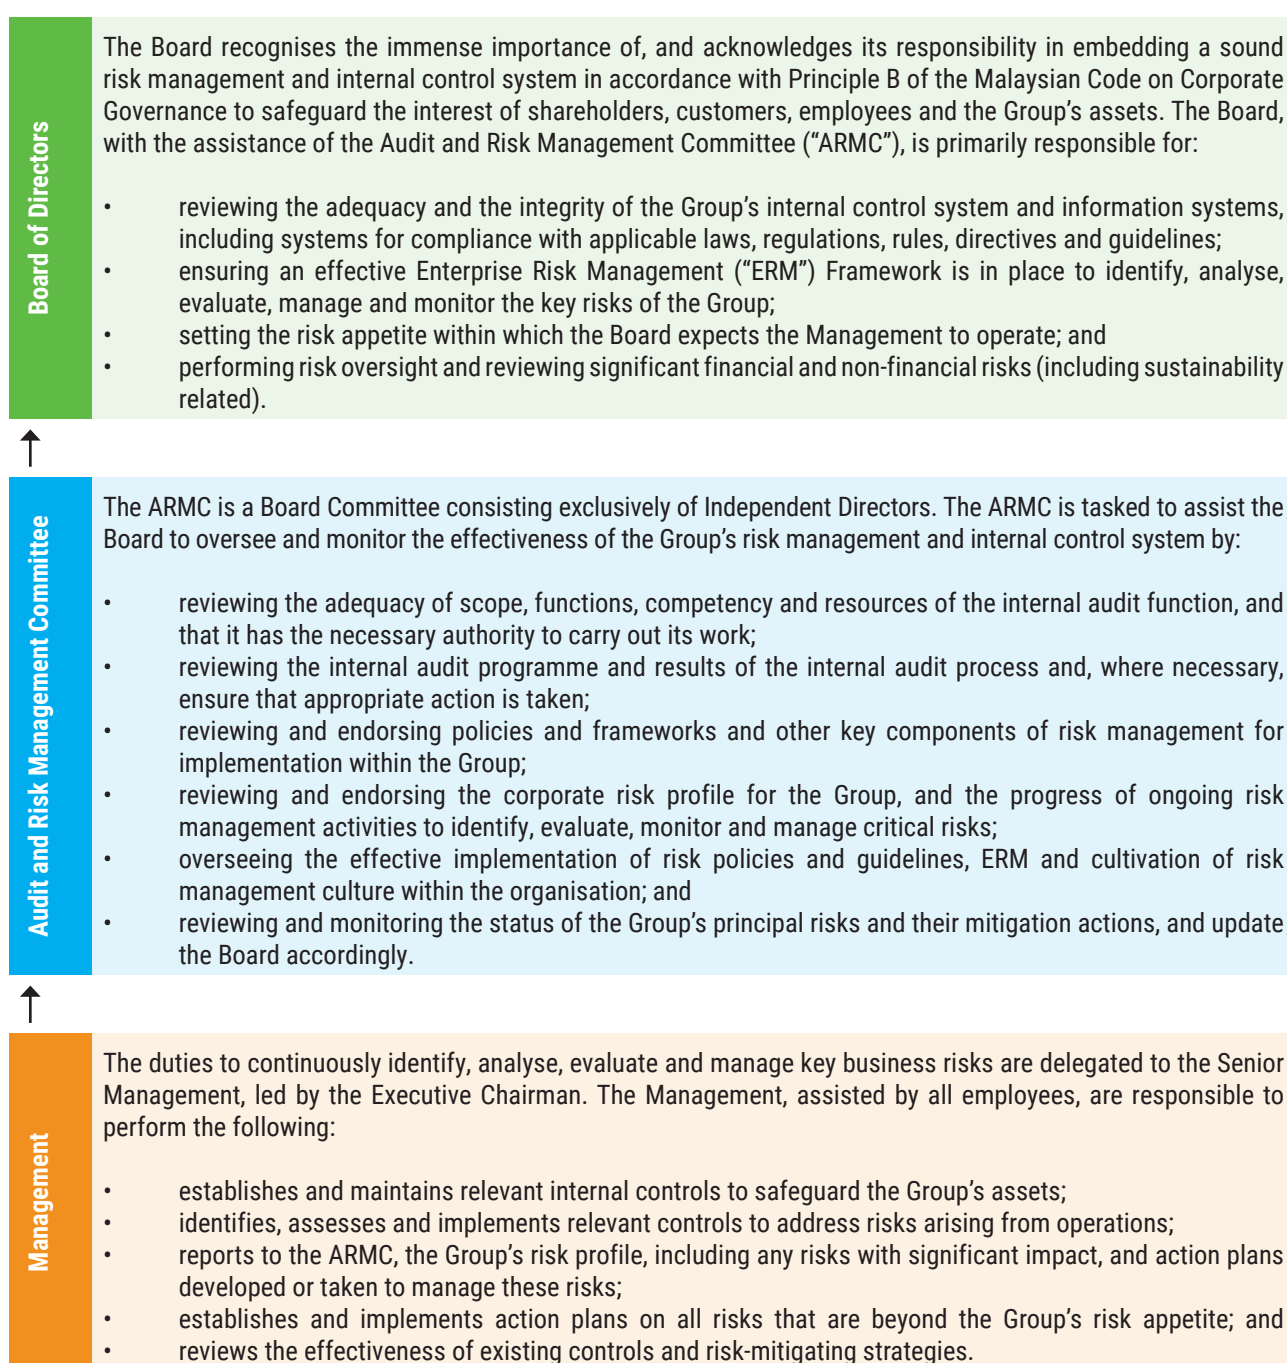 Board of Directors
The Board recognises the immense importance of, and acknowledges its responsibility in embedding a sound
risk management and internal control system in accordance with Principle B of the Malaysian Code on Corporate
Governance to safeguard the interest of shareholders, customers, employees and the Group’s assets. The Board,
with the assistance of the Audit and Risk Management Committee (“ARMC”), is primarily responsible for:
• reviewing the adequacy and the integrity of the Group’s internal control system and information systems,
including systems for compliance with applicable laws, regulations, rules, directives and guidelines;
• ensuring an effective Enterprise Risk Management (“ERM”) Framework is in place to identify, analyse,
evaluate, manage and monitor the key risks of the Group;
• setting the risk appetite within which the Board expects the Management to operate; and
• performing risk oversight and reviewing significant financial and non-financial risks (including sustainability
related).
Audit and Risk Management Committee
The ARMC is a Board Committee consisting exclusively of Independent Directors. The ARMC is tasked to assist the
Board to oversee and monitor the effectiveness of the Group’s risk management and internal control system by:
• reviewing the adequacy of scope, functions, competency and resources of the internal audit function, and
that it has the necessary authority to carry out its work;
• reviewing the internal audit programme and results of the internal audit process and, where necessary,
ensure that appropriate action is taken;
• reviewing and endorsing policies and frameworks and other key components of risk management for
implementation within the Group;
• reviewing and endorsing the corporate risk profile for the Group, and the progress of ongoing risk
management activities to identify, evaluate, monitor and manage critical risks;
• overseeing the effective implementation of risk policies and guidelines, ERM and cultivation of risk
management culture within the organisation; and
• reviewing and monitoring the status of the Group’s principal risks and their mitigation actions, and update
the Board accordingly.
Management
The duties to continuously identify, analyse, evaluate and manage key business risks are delegated to the Senior
Management, led by the Executive Chairman. The Management, assisted by all employees, are responsible to
perform the following:
• establishes and maintains relevant internal controls to safeguard the Group’s assets;
• identifies, assesses and implements relevant controls to address risks arising from operations;
• reports to the ARMC, the Group’s risk profile, including any risks with significant impact, and action plans
developed or taken to manage these risks;
• establishes and implements action plans on all risks that are beyond the Group’s risk appetite; and
• reviews the effectiveness of existing controls and risk-mitigating strategies.